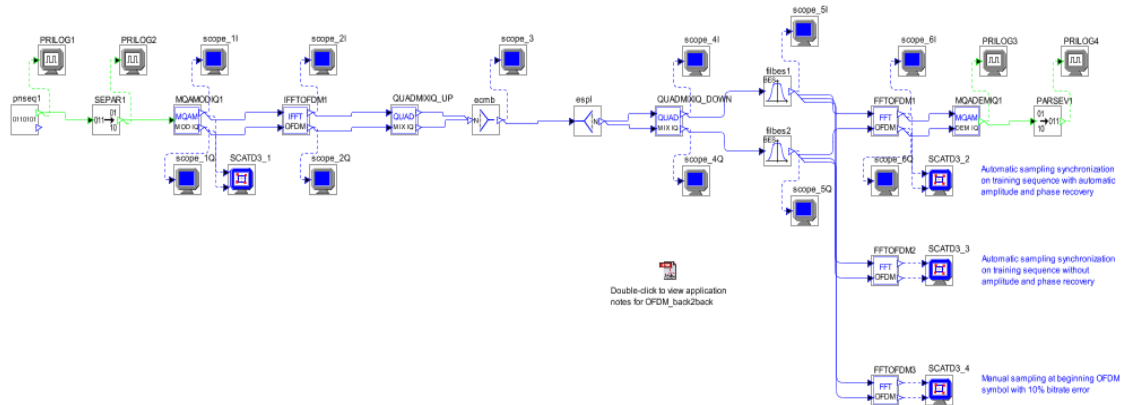 scope_5I
PRILOG1
PRILOG2
scope_1I
scope_2I
scope_3
scope_4I
scope_6I
PRILOG3
PRILOG4
filbes1
BES
pnseq1
0110101
SEPAR1
011
01
10
MQAMODIQ1
MQAM
MOD IQ
IFFTOFDM1
IFFT
OFDM
QUADMIXIQ_UP
QUAD
MIX IQ
ecmb
N
espl
N
QUADMIXIQ_DOWN
QUAD
MIX IQ
FFTOFDM1
FFT
OFDM
MQADEMIQ1
MQAM
DEM IQ
PARSEV1
01
10
011
filbes2
BES
scope_1Q
SCATD3_1
scope_2Q
scope_4Q
scope_5Q
scope_6Q
SCATD3_2
Automatic sampling synchronization
on training sequence with automatic
amplitude and phase recovery
FFTOFDM2
FFT
OFDM
SCATD3_3
Automatic sampling synchronization
on training sequence without
amplitude and phase recovery
Double-click to view application
notes for OFDM_back2back
FFTOFDM3
FFT
OFDM
SCATD3_4
Manual sampling at beginning OFDM
symbol with 10% bitrate error